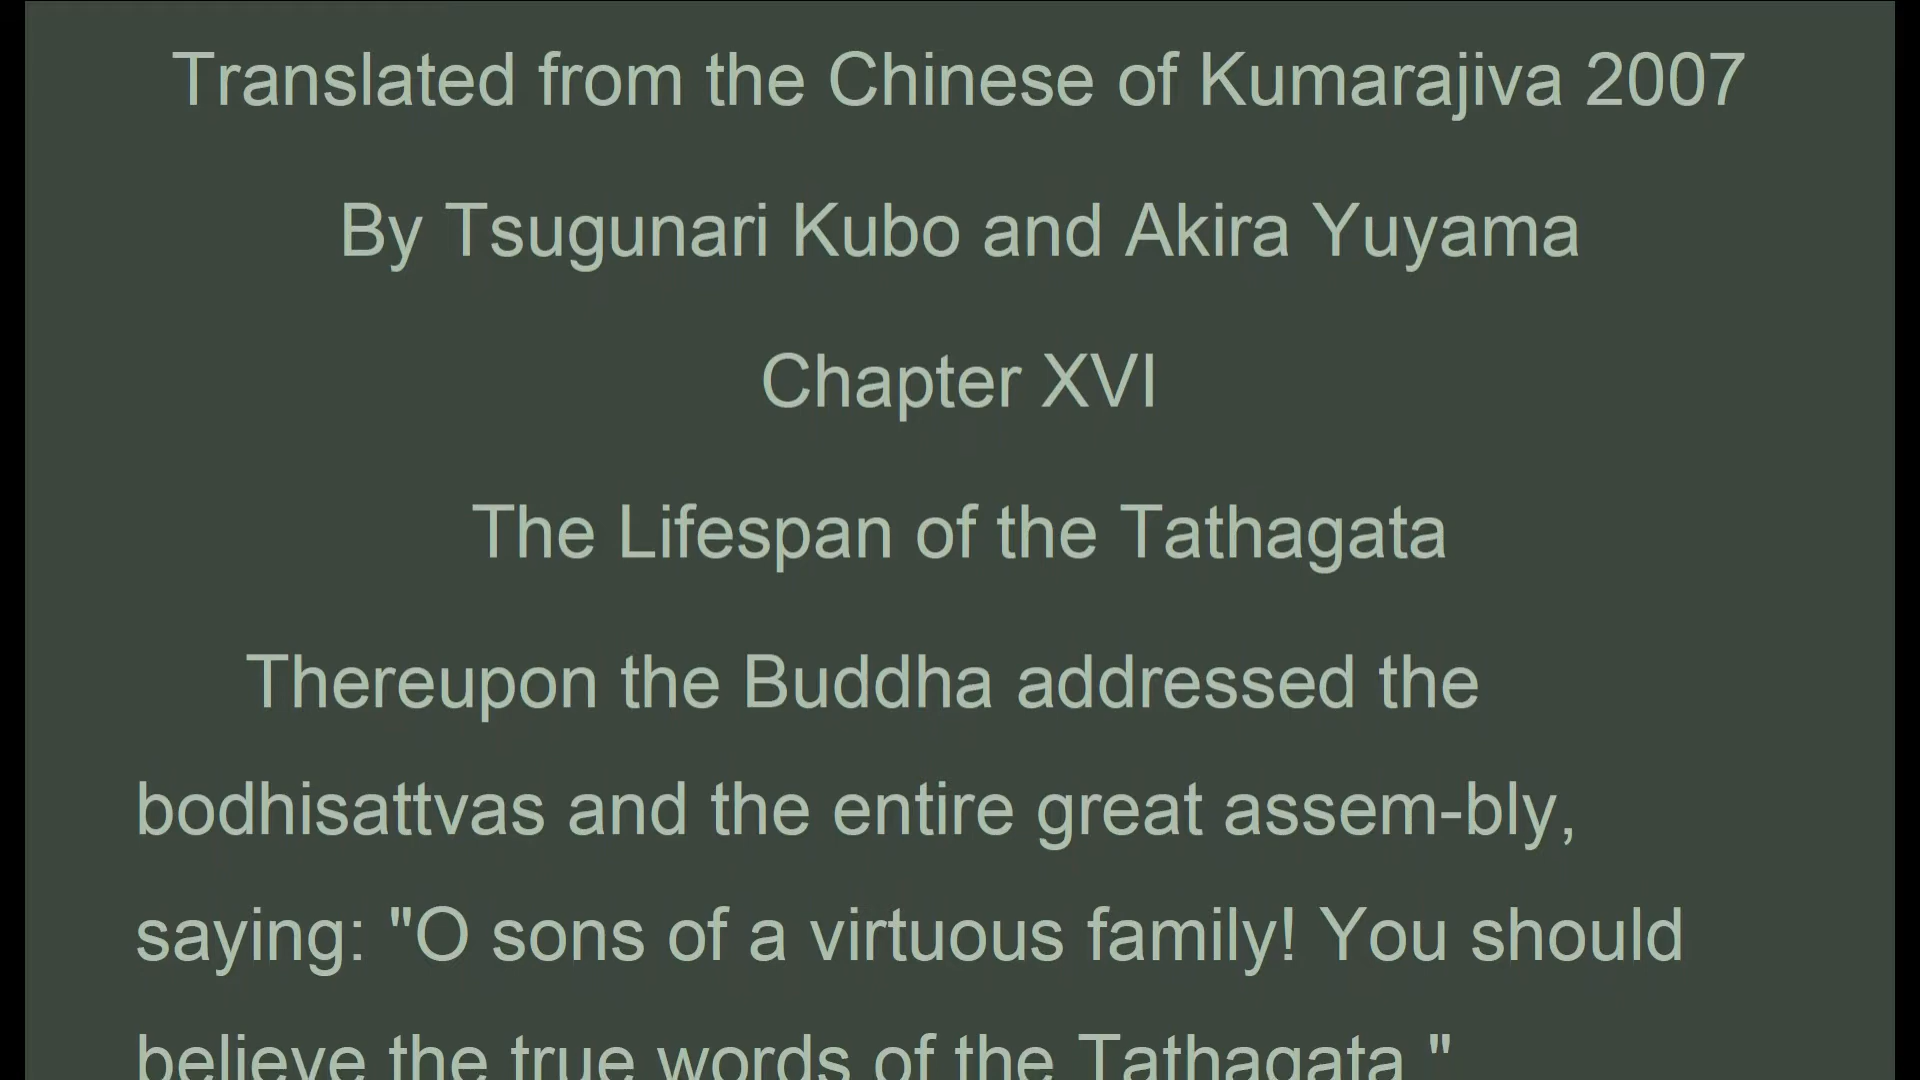 Translated from the Chinese of Kumarajiva 2007
By Tsugunari Kubo and Akira Yuyama
Chapter XVI
The Lifespan of the Tathagata
Thereupon the Buddha addressed the
bodhisattvas and the entire great assem-bly,
saying: "O sons of a virtuous family! You should
believe the true words of the Tathagata."